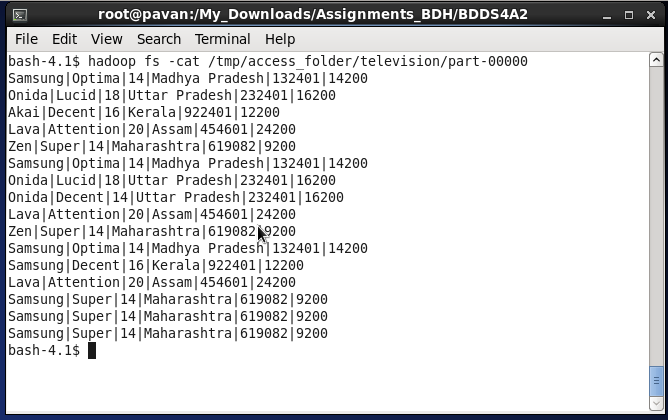 root@pavan:/My_Downloads/Assignments_BDH/BDDS4A2
File Edit View Search Terminal Help
bash-4.1$ hadoop fs -cat /tmp/access_folder/television/part-00000
Samsung|Optima|14|Madhya Pradesh|132401|14200
Onida|Lucid|18|Uttar Pradesh|232401|16200
Akai|Decent|16|Kerala|922401|12200
Lava|Attention|20|Assam|454601|24200
Zen|Super|14|Maharashtra|619082|9200
Samsung|Optima|14|Madhya Pradesh|132401|14200
Onida|Lucid|18|Uttar Pradesh|232401|16200
Onida|Decent|14|Uttar Pradesh|232401|16200
Lava|Attention|20|Assam|454601|24200
Zen|Super|14|Maharashtra|619082|9200
Samsung|Optima|14|Madhya Pradesh|132401|14200
Samsung|Decent|16|Kerala|922401|12200
Lava|Attention|20|Assam|454601|24200
Samsung|Super|14|Maharashtra|619082|9200
Samsung|Super|14|Maharashtra|619082|9200
Samsung|Super|14|Maharashtra|619082|9200
bash-4.1$